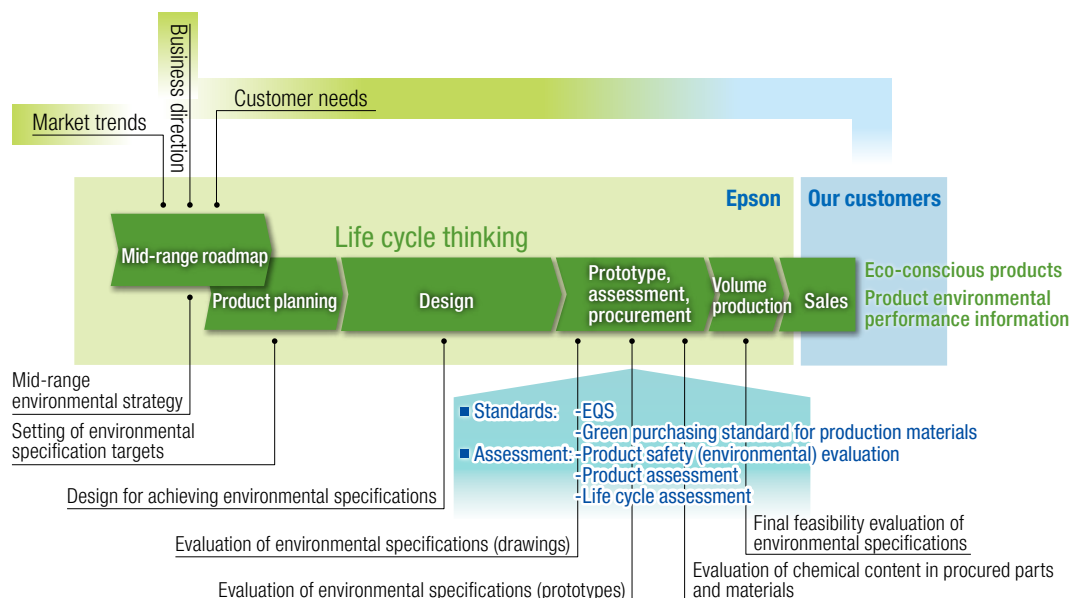 Business
direction
Customer needs
Market trends
Epson
Our customers
Life cycle thinking
Mid-range roadmap
Product planning
Design
Prototype,
assessment,
procurement
Volume
production
Sales
Eco-conscious products
Product environmental
performance information
Mid-range
environmental strategy
Setting of environmental
specification targets
■ Standards: -EQS
-Green purchasing standard for production materials
■ Assessment: -Product safety (environmental) evaluation
-Product assessment
-Life cycle assessment
Design for achieving environmental specifications
Final feasibility evaluation of
environmental specifications
Evaluation of environmental specifications (drawings)
Evaluation of chemical content in procured parts
and materials
Evaluation of environmental specifications (prototypes)